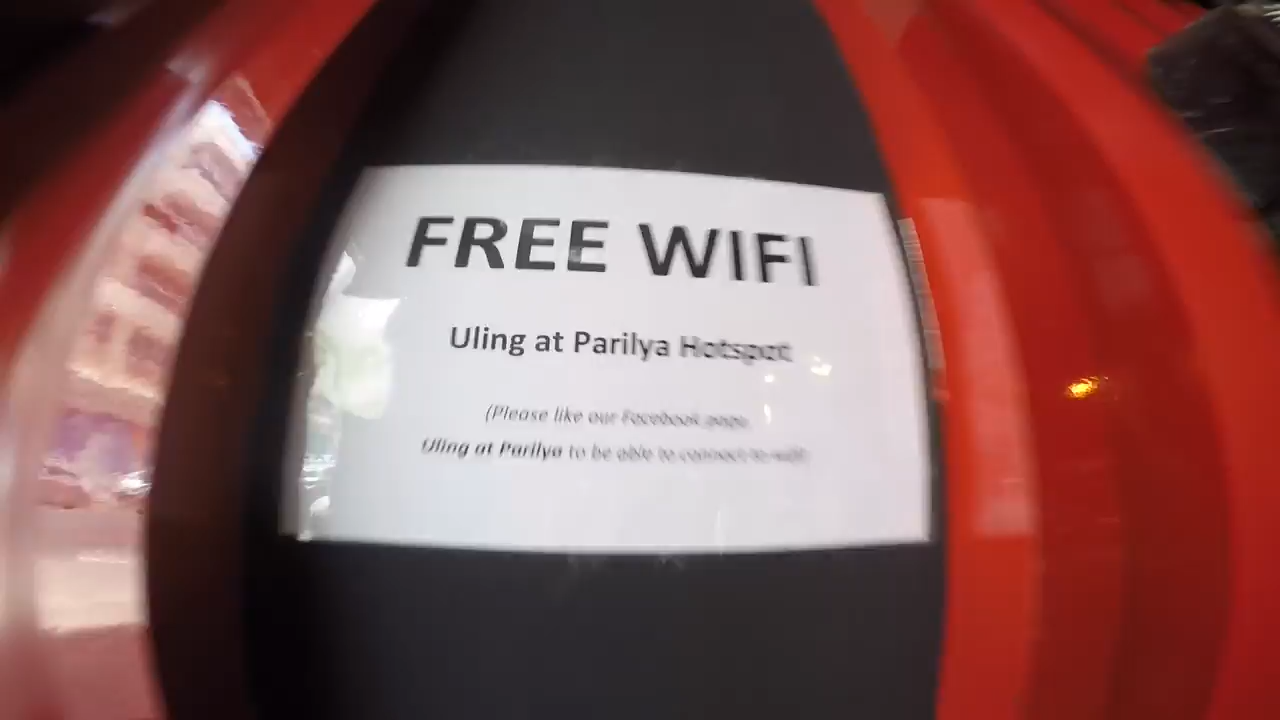 FREE WIFI
Uling at Parilya Hotspot
(Please like our Facebook page
Uling at Parilya to be able to connect to wifi)